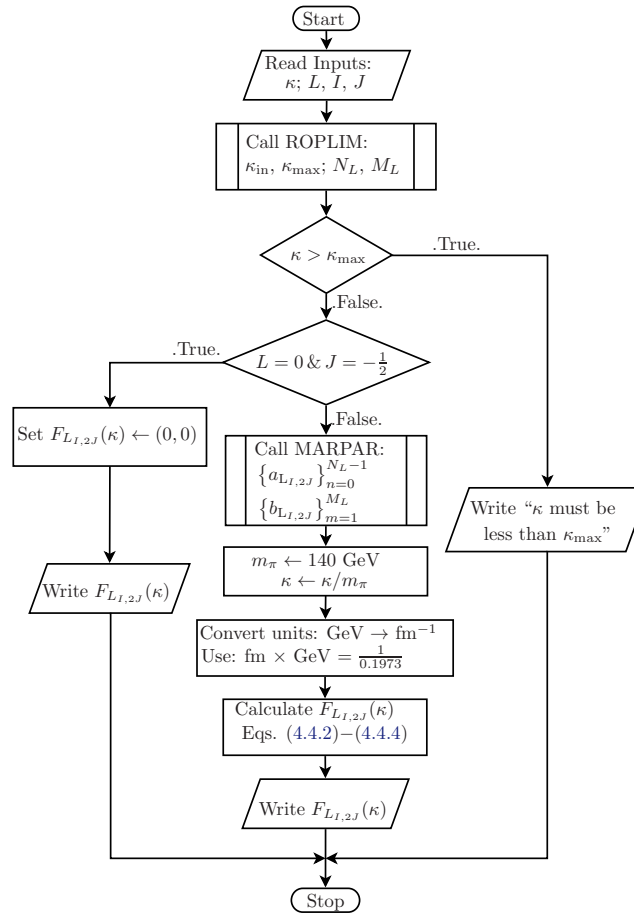 Start
Read Inputs:
κ; L, I, J
Call ROPLIM:
κ_in, κ_max; N_L, M_L
κ > κ_max
.True.
.False.
L = 0 & J = −1/2
.True.
.False.
Set F_{L_{I,2J}}(κ) ← (0, 0)
Call MARPAR:
{a_{L_{I,2J}}}_{n=0}^{N_L−1}
{b_{L_{I,2J}}}_{m=1}^{M_L}
Write “κ must be
less than κ_max”
m_π ← 140 GeV
κ ← κ/m_π
Write F_{L_{I,2J}}(κ)
Convert units: GeV → fm^{−1}
Use: fm × GeV = 1/0.1973
Calculate F_{L_{I,2J}}(κ)
Eqs. (4.4.2)−(4.4.4)
Write F_{L_{I,2J}}(κ)
Stop